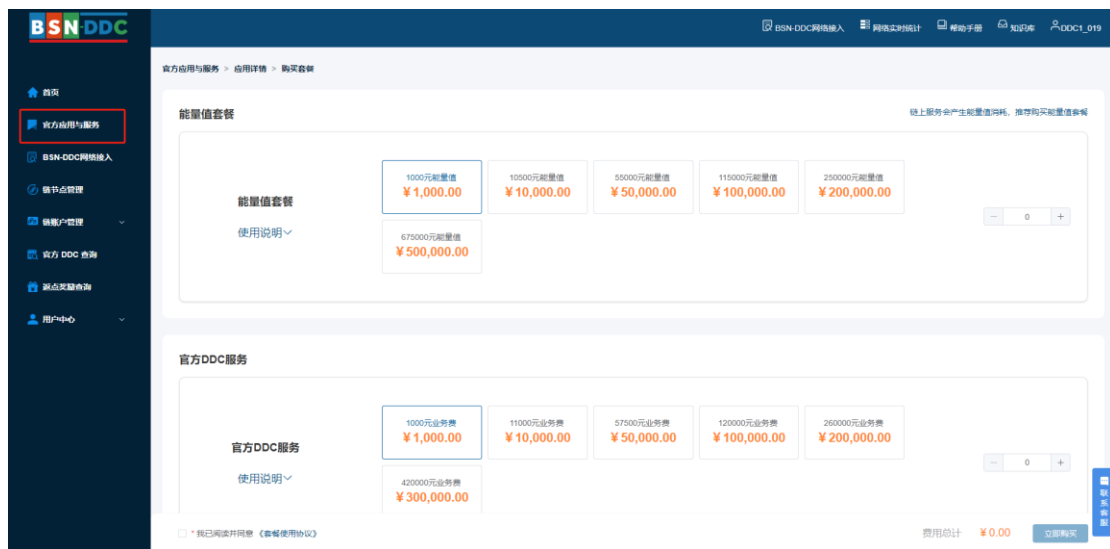 BSN-DDC
BSN-DDC网络接入
网络实时统计
帮助手册
知识库
DDC1_019
首页
官方应用与服务
BSN-DDC网络接入
链节点管理
链账户管理
官方 DDC 查询
返点奖励查询
用户中心
官方应用与服务 > 应用详情 > 购买套餐
能量值套餐
链上服务会产生能量值消耗，推荐购买能量值套餐
能量值套餐
使用说明
1000元能量值
¥1,000.00
10500元能量值
¥10,000.00
55000元能量值
¥50,000.00
115000元能量值
¥100,000.00
250000元能量值
¥200,000.00
675000元能量值
¥500,000.00
− 0 +
官方DDC服务
官方DDC服务
使用说明
1000元业务费
¥1,000.00
11000元业务费
¥10,000.00
57500元业务费
¥50,000.00
120000元业务费
¥100,000.00
260000元业务费
¥200,000.00
420000元业务费
¥300,000.00
− 0 +
联系客服
* 我已阅读并同意 《套餐使用协议》
费用总计 ¥0.00
立即购买